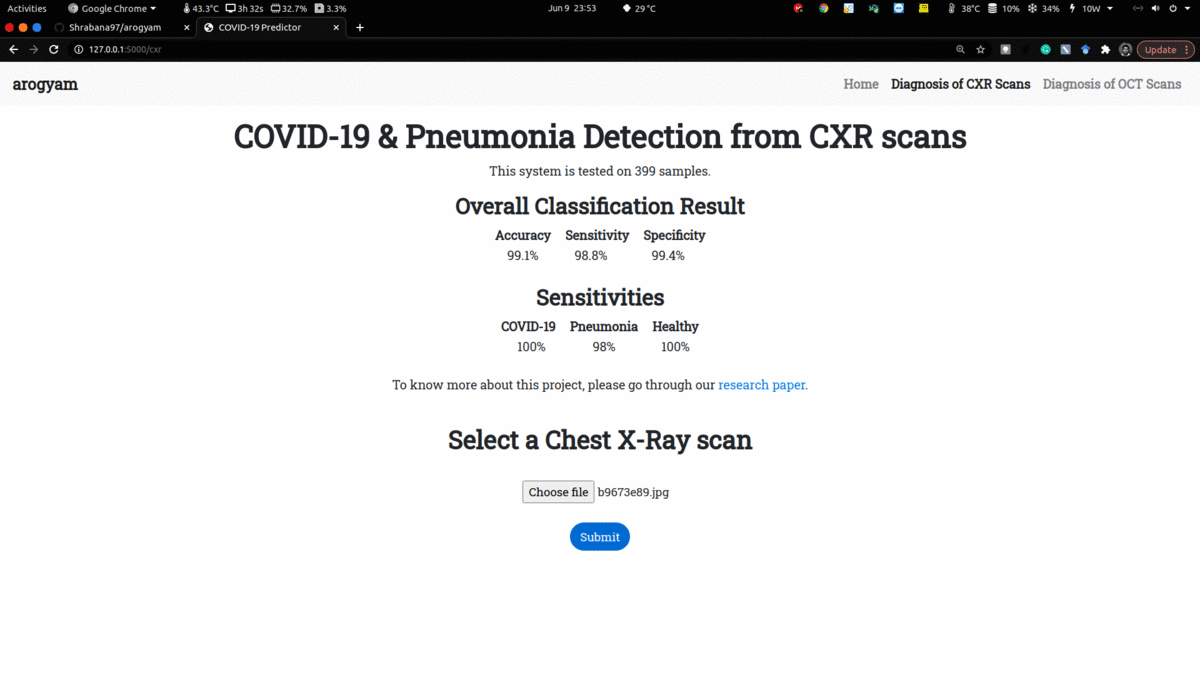 Activities Google Chrome 43.3°C 3h 32s 32.7% 3.3% Jun 9 23:53 29 °C 38°C 10% 34% 10W
Shrabana97/arogyam COVID-19 Predictor
127.0.0.1:5000/cxr Update
arogyam Home Diagnosis of CXR Scans Diagnosis of OCT Scans
COVID-19 & Pneumonia Detection from CXR scans
This system is tested on 399 samples.
Overall Classification Result
Accuracy Sensitivity Specificity
99.1% 98.8% 99.4%
Sensitivities
COVID-19 Pneumonia Healthy
100% 98% 100%
To know more about this project, please go through our research paper.
Select a Chest X-Ray scan
Choose file b9673e89.jpg
Submit